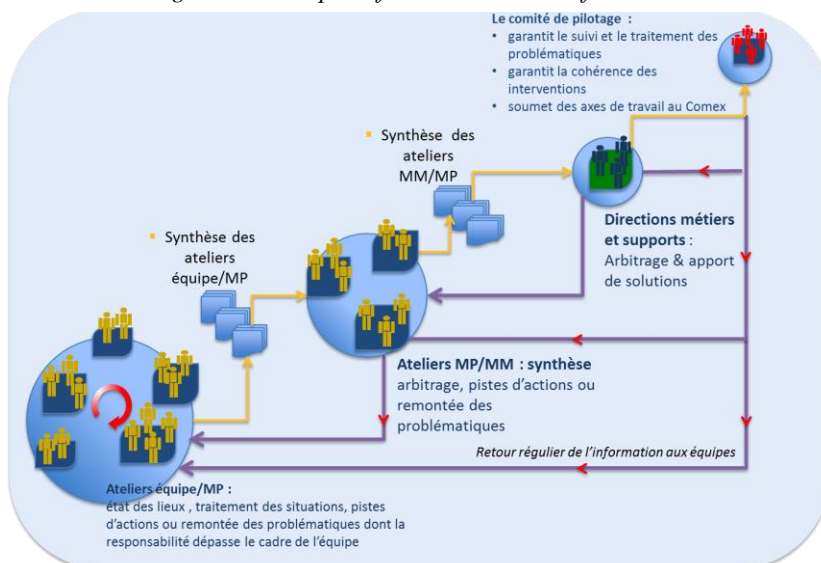 Le comité de pilotage :
• garantit le suivi et le traitement des
problématiques
• garantit la cohérence des
interventions
• soumet des axes de travail au Comex
Synthèse des
ateliers
MM/MP
Synthèse des
ateliers
équipe/MP
Directions métiers
et supports :
Arbitrage & apport
de solutions
Ateliers MP/MM : synthèse
arbitrage, pistes d'actions ou
remontée des
problématiques
Retour régulier de l'information aux équipes
Ateliers équipe/MP :
état des lieux , traitement des situations, pistes
d'actions ou remontée des problématiques dont la
responsabilité dépasse le cadre de l'équipe